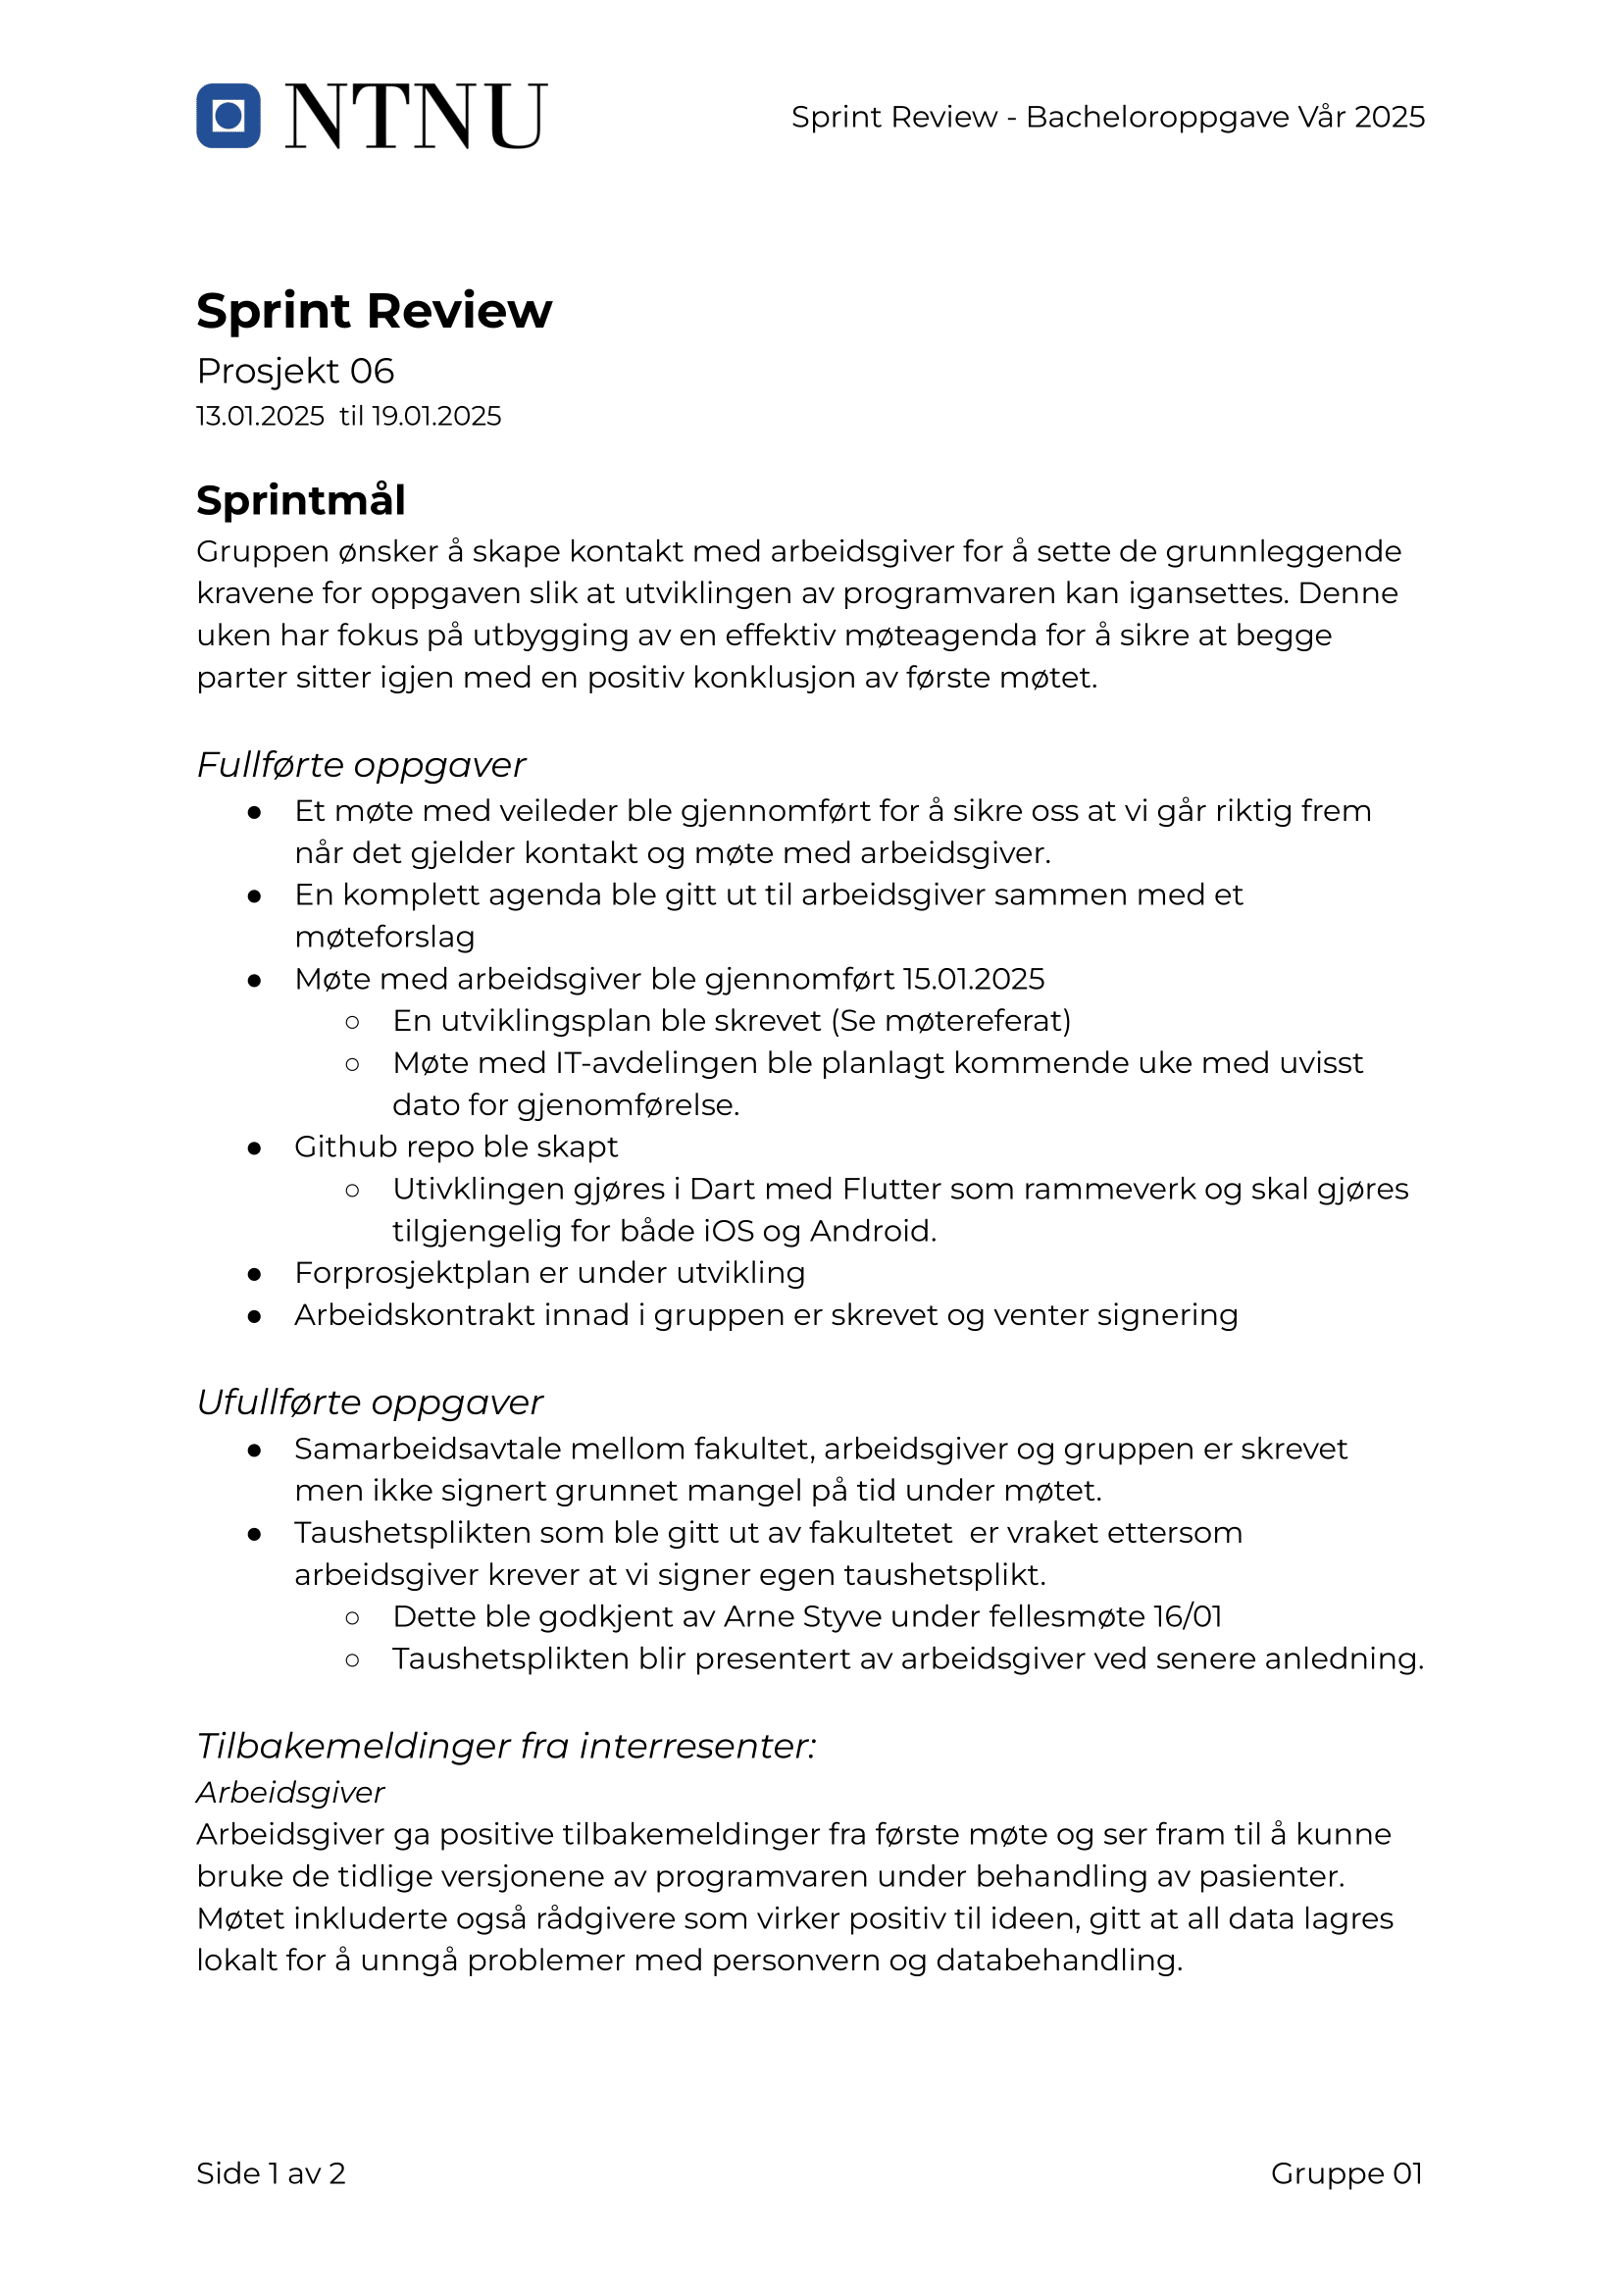 NTNU
Sprint Review - Bacheloroppgave Vår 2025
Sprint Review
Prosjekt 06
13.01.2025  til 19.01.2025
Sprintmål
Gruppen ønsker å skape kontakt med arbeidsgiver for å sette de grunnleggende
kravene for oppgaven slik at utviklingen av programvaren kan igansettes. Denne
uken har fokus på utbygging av en effektiv møteagenda for å sikre at begge
parter sitter igjen med en positiv konklusjon av første møtet.
Fullførte oppgaver
● Et møte med veileder ble gjennomført for å sikre oss at vi går riktig frem
når det gjelder kontakt og møte med arbeidsgiver.
● En komplett agenda ble gitt ut til arbeidsgiver sammen med et
møteforslag
● Møte med arbeidsgiver ble gjennomført 15.01.2025
○ En utviklingsplan ble skrevet (Se møtereferat)
○ Møte med IT-avdelingen ble planlagt kommende uke med uvisst
dato for gjenomførelse.
● Github repo ble skapt
○ Utivklingen gjøres i Dart med Flutter som rammeverk og skal gjøres
tilgjengelig for både iOS og Android.
● Forprosjektplan er under utvikling
● Arbeidskontrakt innad i gruppen er skrevet og venter signering
Ufullførte oppgaver
● Samarbeidsavtale mellom fakultet, arbeidsgiver og gruppen er skrevet
men ikke signert grunnet mangel på tid under møtet.
● Taushetsplikten som ble gitt ut av fakultetet  er vraket ettersom
arbeidsgiver krever at vi signer egen taushetsplikt.
○ Dette ble godkjent av Arne Styve under fellesmøte 16/01
○ Taushetsplikten blir presentert av arbeidsgiver ved senere anledning.
Tilbakemeldinger fra interresenter:
Arbeidsgiver
Arbeidsgiver ga positive tilbakemeldinger fra første møte og ser fram til å kunne
bruke de tidlige versjonene av programvaren under behandling av pasienter.
Møtet inkluderte også rådgivere som virker positiv til ideen, gitt at all data lagres
lokalt for å unngå problemer med personvern og databehandling.
Side 1 av 2
Gruppe 01